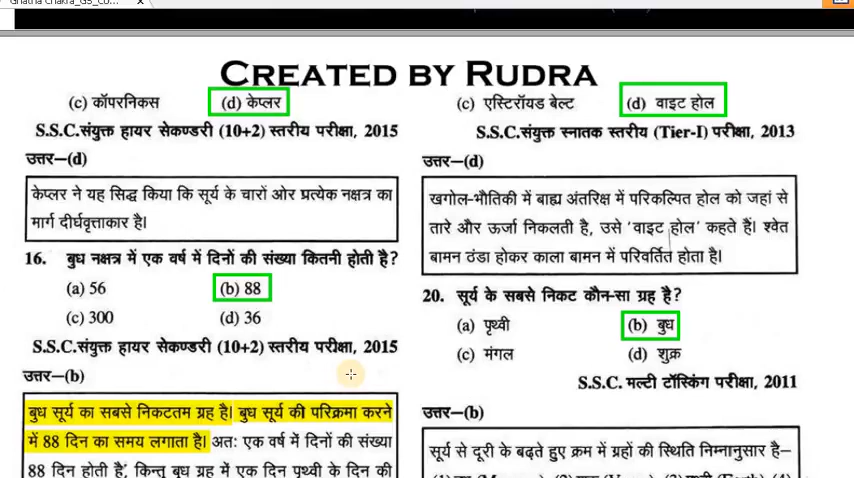 CREATED BY RUDRA
(c) कॉपरनिकस (d) केप्लर
S.S.C.संयुक्त हायर सेकण्डरी (10+2) स्तरीय परीक्षा, 2015
उत्तर–(d)
केप्लर ने यह सिद्ध किया कि सूर्य के चारों ओर प्रत्येक नक्षत्र का
मार्ग दीर्घवृत्ताकार है।
16. बुध नक्षत्र में एक वर्ष में दिनों की संख्या कितनी होती है?
(a) 56 (b) 88
(c) 300 (d) 36
S.S.C.संयुक्त हायर सेकण्डरी (10+2) स्तरीय परीक्षा, 2015
उत्तर–(b)
बुध सूर्य का सबसे निकटतम ग्रह है। बुध सूर्य की परिक्रमा करने
में 88 दिन का समय लगाता है। अतः एक वर्ष में दिनों की संख्या
88 दिन होती है, किन्तु बुध ग्रह में एक दिन पृथ्वी के दिन की
(c) एस्टिरॉयड बेल्ट (d) वाइट होल
S.S.C.संयुक्त स्नातक स्तरीय (Tier-I) परीक्षा, 2013
उत्तर–(d)
खगोल-भौतिकी में बाह्य अंतरिक्ष में परिकल्पित होल को जहां से
तारे और ऊर्जा निकलती है, उसे 'वाइट होल' कहते हैं। श्वेत
बामन ठंडा होकर काला बामन में परिवर्तित होता है।
20. सूर्य के सबसे निकट कौन-सा ग्रह है?
(a) पृथ्वी (b) बुध
(c) मंगल (d) शुक्र
S.S.C. मल्टी टॉस्किंग परीक्षा, 2011
उत्तर–(b)
सूर्य से दूरी के बढ़ते हुए क्रम में ग्रहों की स्थिति निम्नानुसार है–